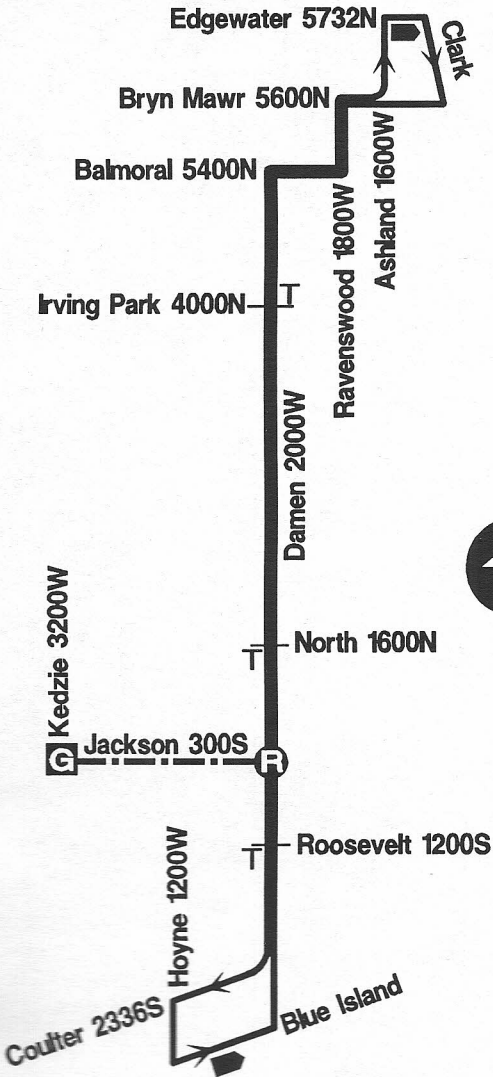 Edgewater 5732N
Clark
Bryn Mawr 5600N
Ashland 1600W
Balmoral 5400N
Ravenswood 1800W
T
Irving Park 4000N
Damen 2000W
North 1600N
T
Kedzie 3200W
G
Jackson 300S
R
Roosevelt 1200S
T
Hoyne 1200W
Coulter 2336S
Blue Island